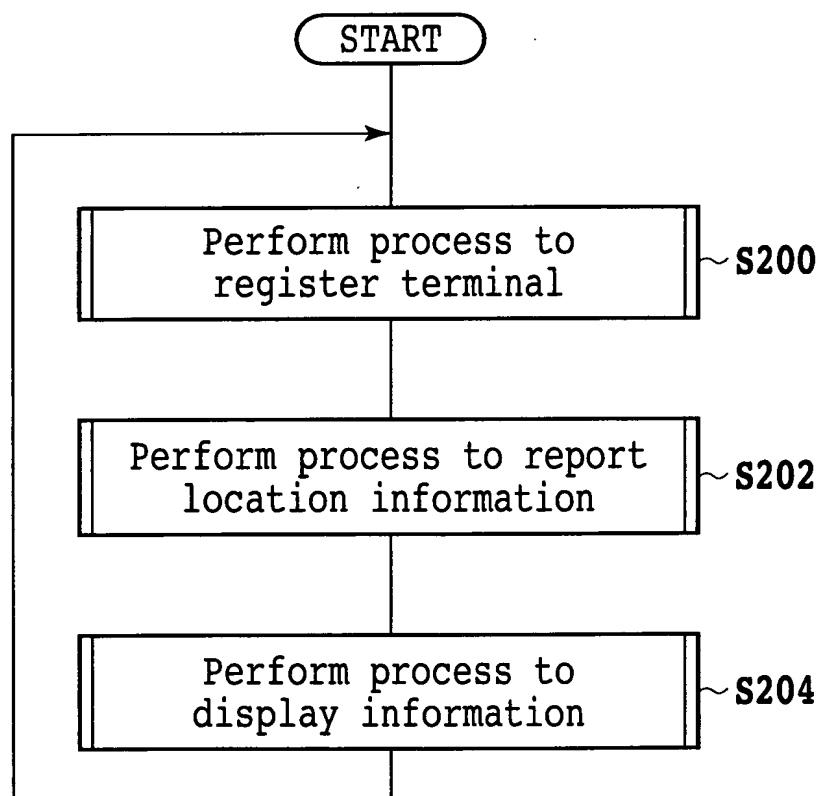 START
Perform process to
register terminal
S200
Perform process to report
location information
S202
Perform process to
display information
S204